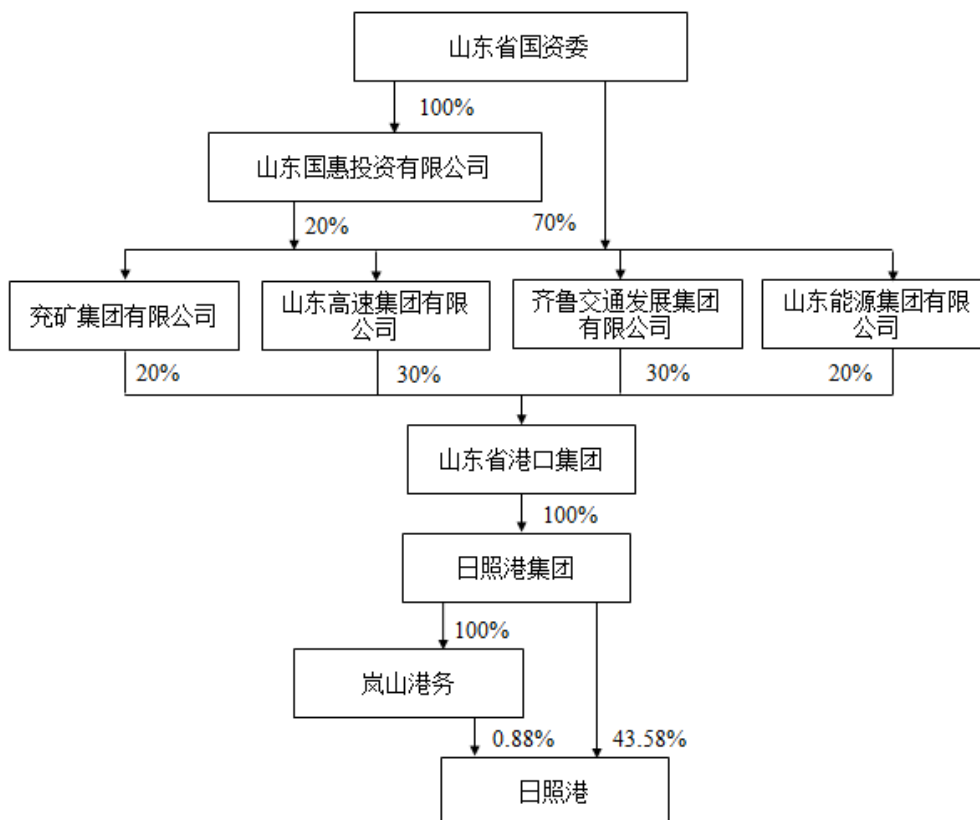 山东省国资委
100%
山东国惠投资有限公司
20%
70%
兖矿集团有限公司
山东高速集团有限
公司
齐鲁交通发展集团
有限公司
山东能源集团有限
公司
20%
30%
30%
20%
山东省港口集团
100%
日照港集团
100%
岚山港务
0.88%
43.58%
日照港